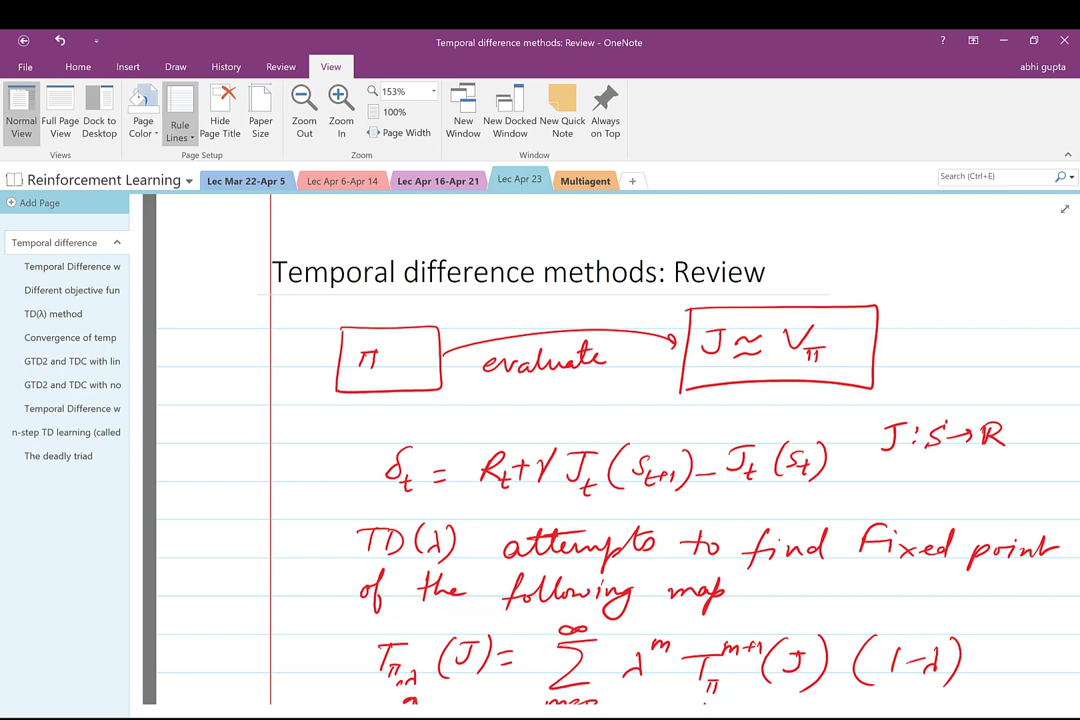 Temporal difference methods: Review - OneNote
?
File Home Insert Draw History Review View
abhi gupta
Normal View
Full Page View
Dock to Desktop
Views
Page Color
Rule Lines
Hide Page Title
Paper Size
Page Setup
Zoom Out
Zoom In
153%
100%
Page Width
Zoom
New Window
New Docked Window
New Quick Note
Always on Top
Window
Reinforcement Learning
Lec Mar 22-Apr 5
Lec Apr 6-Apr 14
Lec Apr 16-Apr 21
Lec Apr 23
Multiagent
+
Search (Ctrl+E)
Add Page
Temporal difference
Temporal Difference w
Different objective fun
TD(λ) method
Convergence of temp
GTD2 and TDC with lin
GTD2 and TDC with no
Temporal Difference w
n-step TD learning (called
The deadly triad
Temporal difference methods: Review
π evaluate J ≃ V_π
J : S → R
δ_t = R_t + γ J_t (S_{t+1}) - J_t (S_t)
TD(λ) attempts to find Fixed point
of the following map
T_{π,λ} (J) = ∑^∞ λ^m T_π^{m+1} (J) (1-λ)